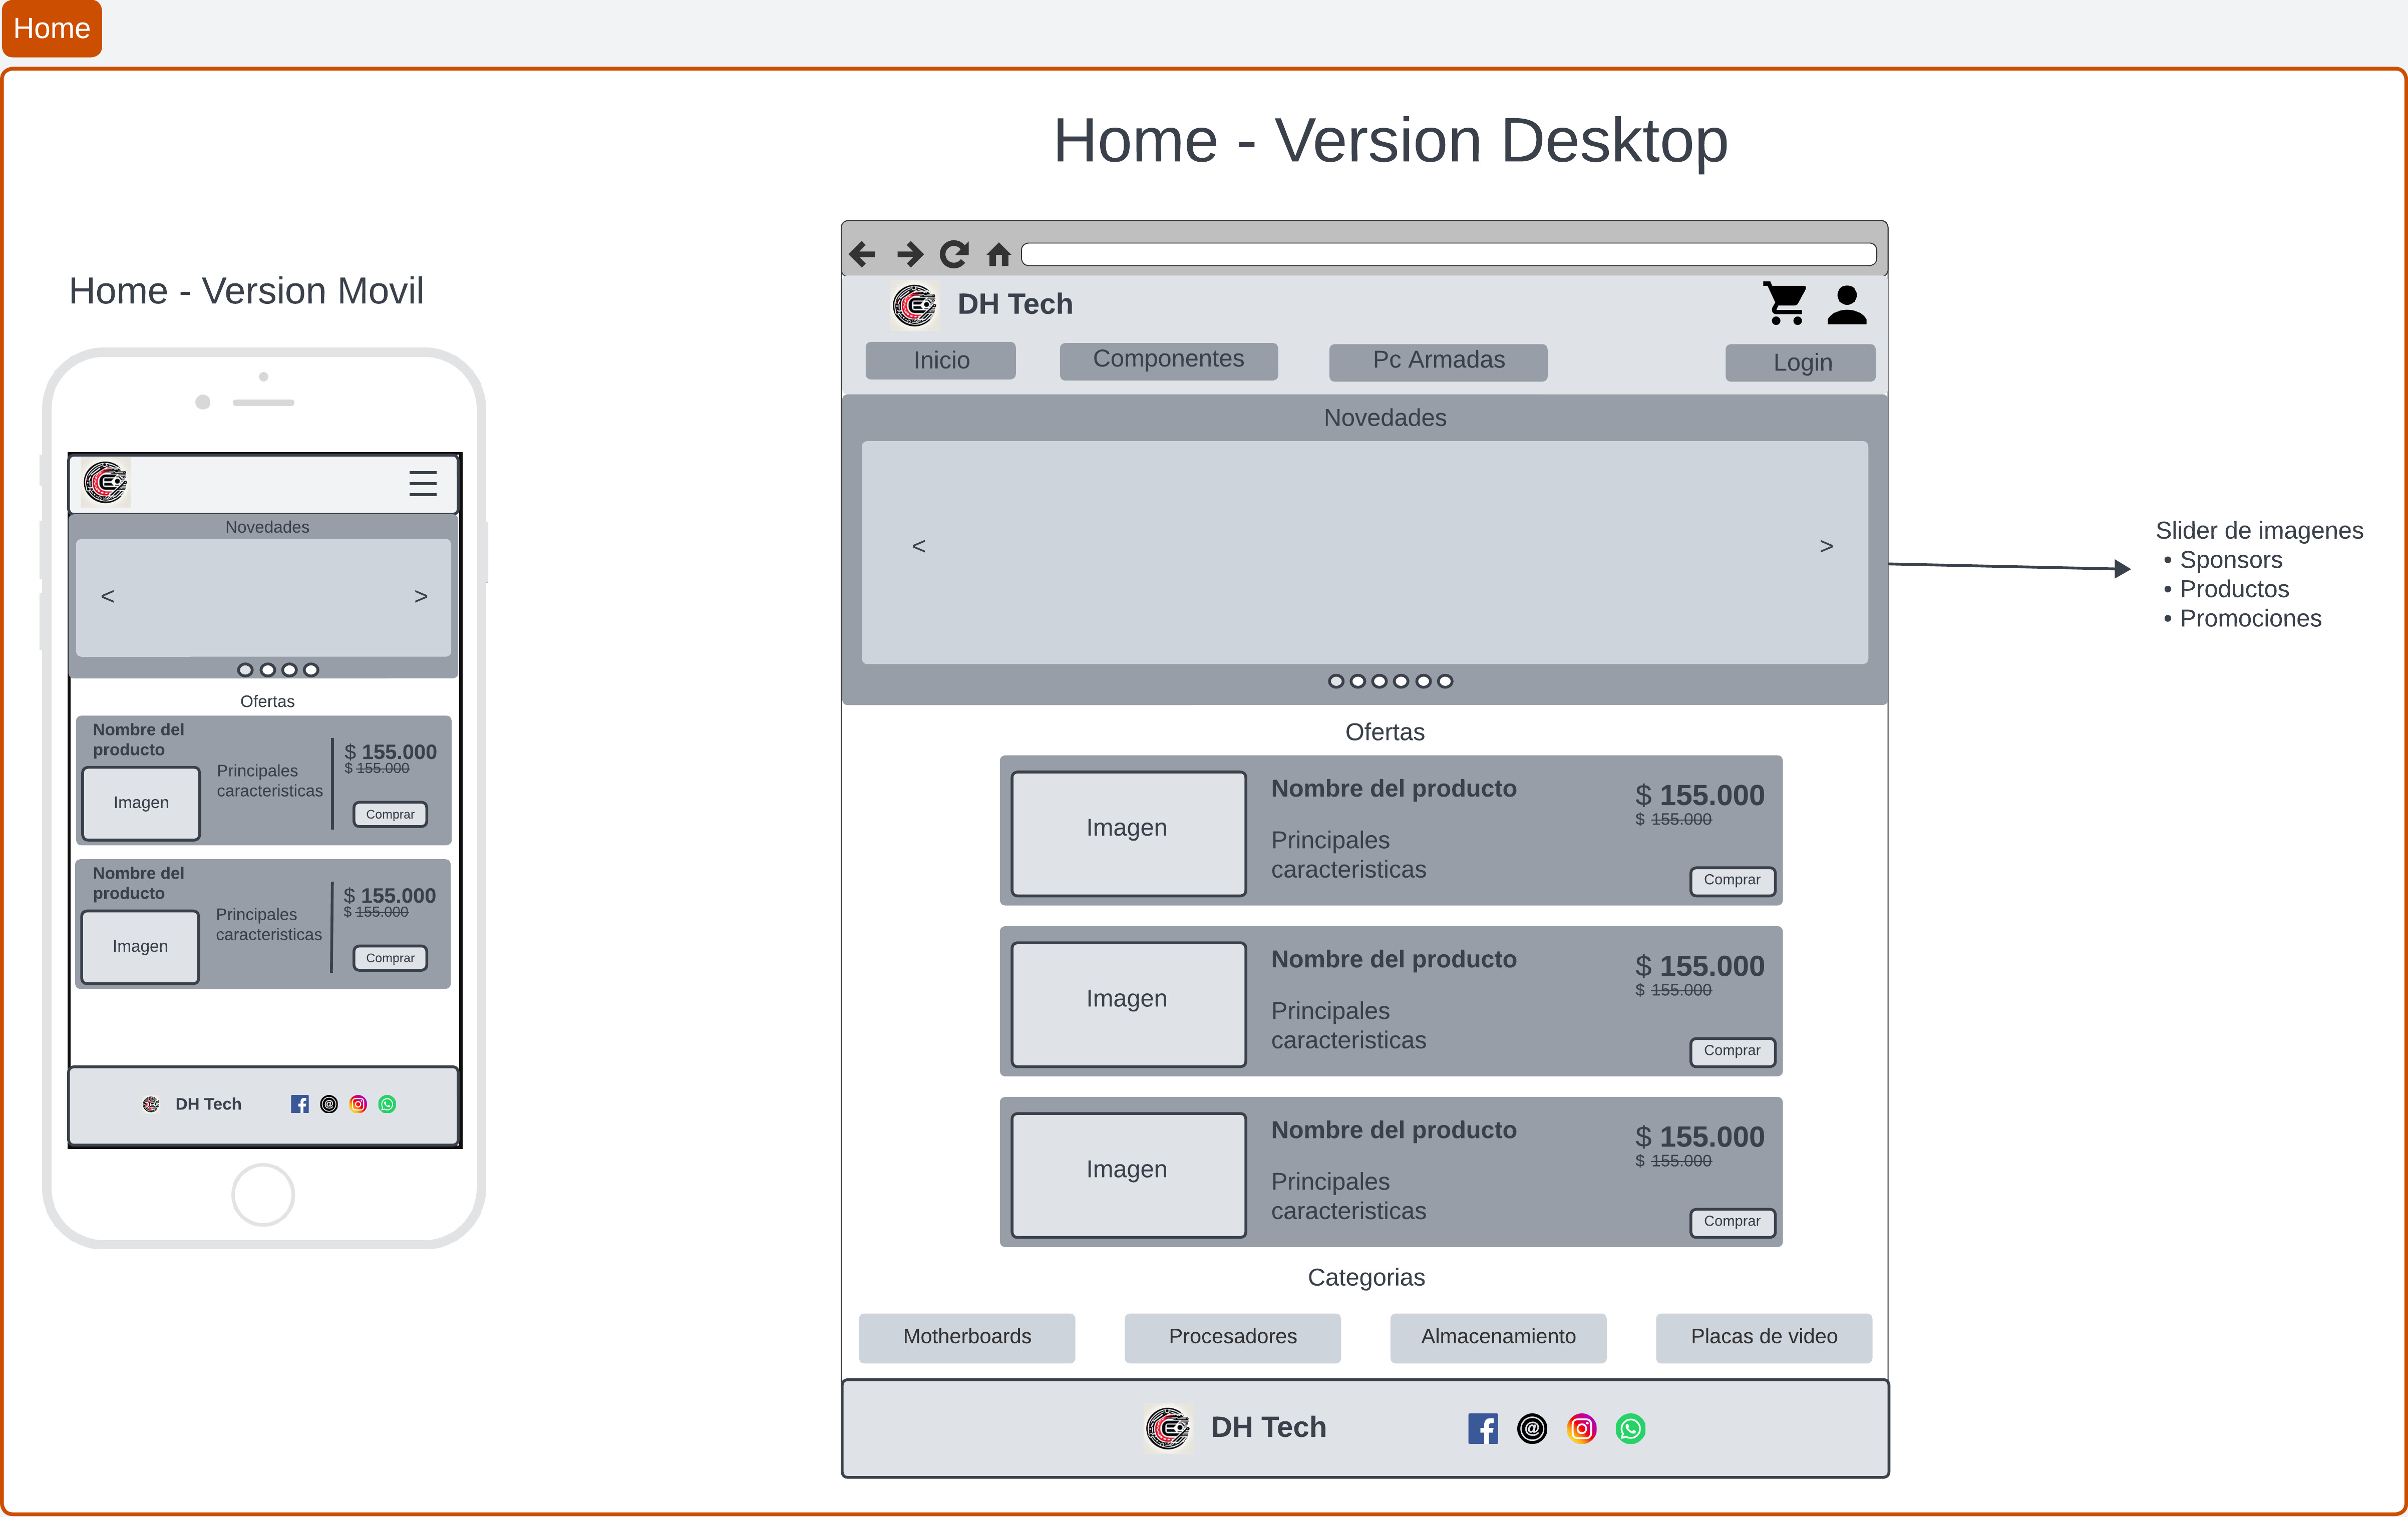 Home
Home - Version Desktop
Home - Version Movil
Novedades
<
>
Ofertas
Nombre del
producto
Imagen
Principales
caracteristicas
$ 155.000
$ 155.000
Comprar
Nombre del
producto
Imagen
Principales
caracteristicas
$ 155.000
$ 155.000
Comprar
DH Tech
DH Tech
Inicio
Componentes
Pc Armadas
Login
Novedades
<
>
Ofertas
Imagen
Nombre del producto
Principales
caracteristicas
$ 155.000
$ 155.000
Comprar
Imagen
Nombre del producto
Principales
caracteristicas
$ 155.000
$ 155.000
Comprar
Imagen
Nombre del producto
Principales
caracteristicas
$ 155.000
$ 155.000
Comprar
Categorias
Motherboards
Procesadores
Almacenamiento
Placas de video
DH Tech
Slider de imagenes
• Sponsors
• Productos
• Promociones